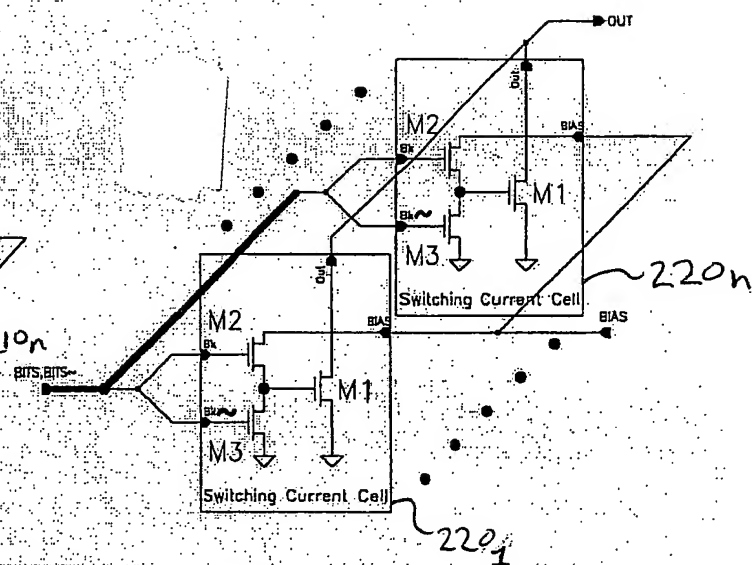 OUT
Out
M2
BIAS
Bk
M1
Bk~
M3
220n
Switching Current Cell
Out
BIAS
BIAS
M2
10n
Bk
BITS,BITS~
M1
Bk~
M3
Switching Current Cell
220₁